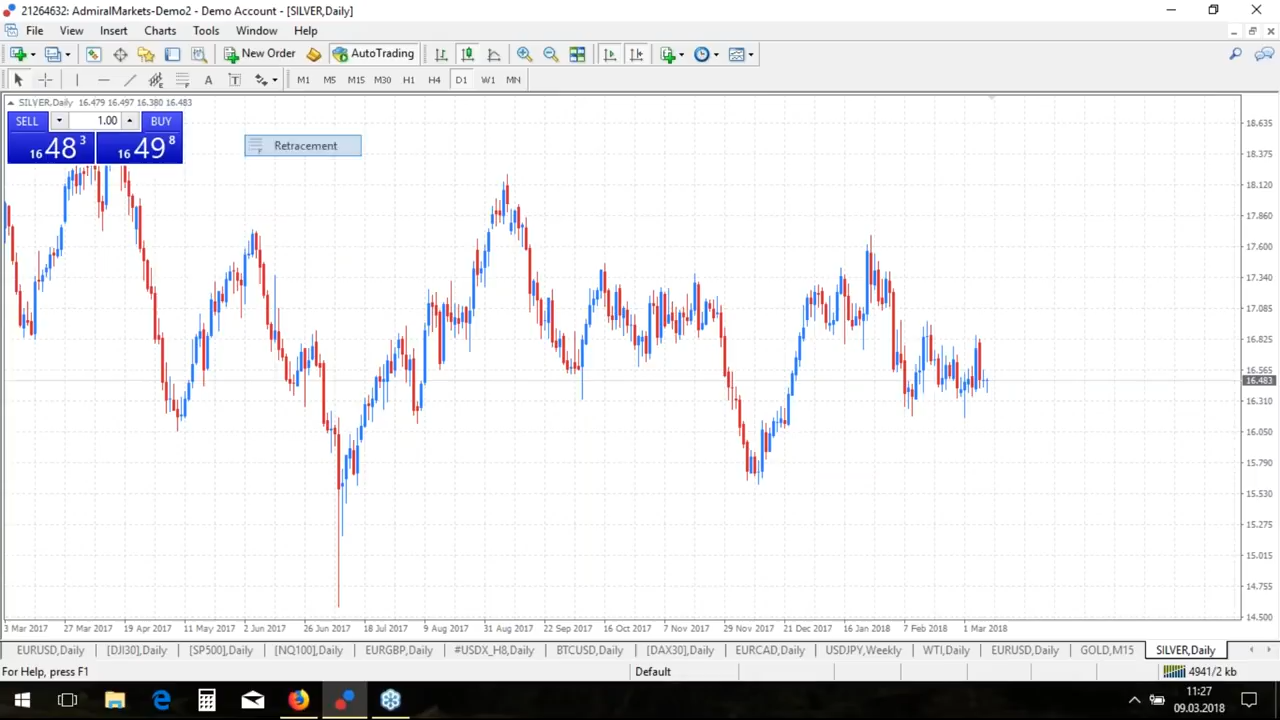 21264632: AdmiralMarkets-Demo2 - Demo Account - [SILVER,Daily]
File View Insert Charts Tools Window Help
New Order AutoTrading
A T M1 M5 M15 M30 H1 H4 D1 W1 MN
SILVER,Daily 16.479 16.497 16.380 16.483
SELL 1.00 BUY
16 48 3 16 49 8
Retracement
18.635
18.375
18.120
17.860
17.600
17.340
17.085
16.825
16.565
16.483
16.310
16.050
15.790
15.530
15.275
15.015
14.755
14.500
3 Mar 2017 27 Mar 2017 19 Apr 2017 11 May 2017 2 Jun 2017 26 Jun 2017 18 Jul 2017 9 Aug 2017 31 Aug 2017 22 Sep 2017 16 Oct 2017 7 Nov 2017 29 Nov 2017 21 Dec 2017 16 Jan 2018 7 Feb 2018 1 Mar 2018
EURUSD,Daily [DJI30],Daily [SP500],Daily [NQ100],Daily EURGBP,Daily #USDX_H8,Daily BTCUSD,Daily [DAX30],Daily EURCAD,Daily USDJPY,Weekly WTI,Daily EURUSD,Daily GOLD,M15 SILVER,Daily
For Help, press F1 Default 4941/2 kb
11:27
09.03.2018